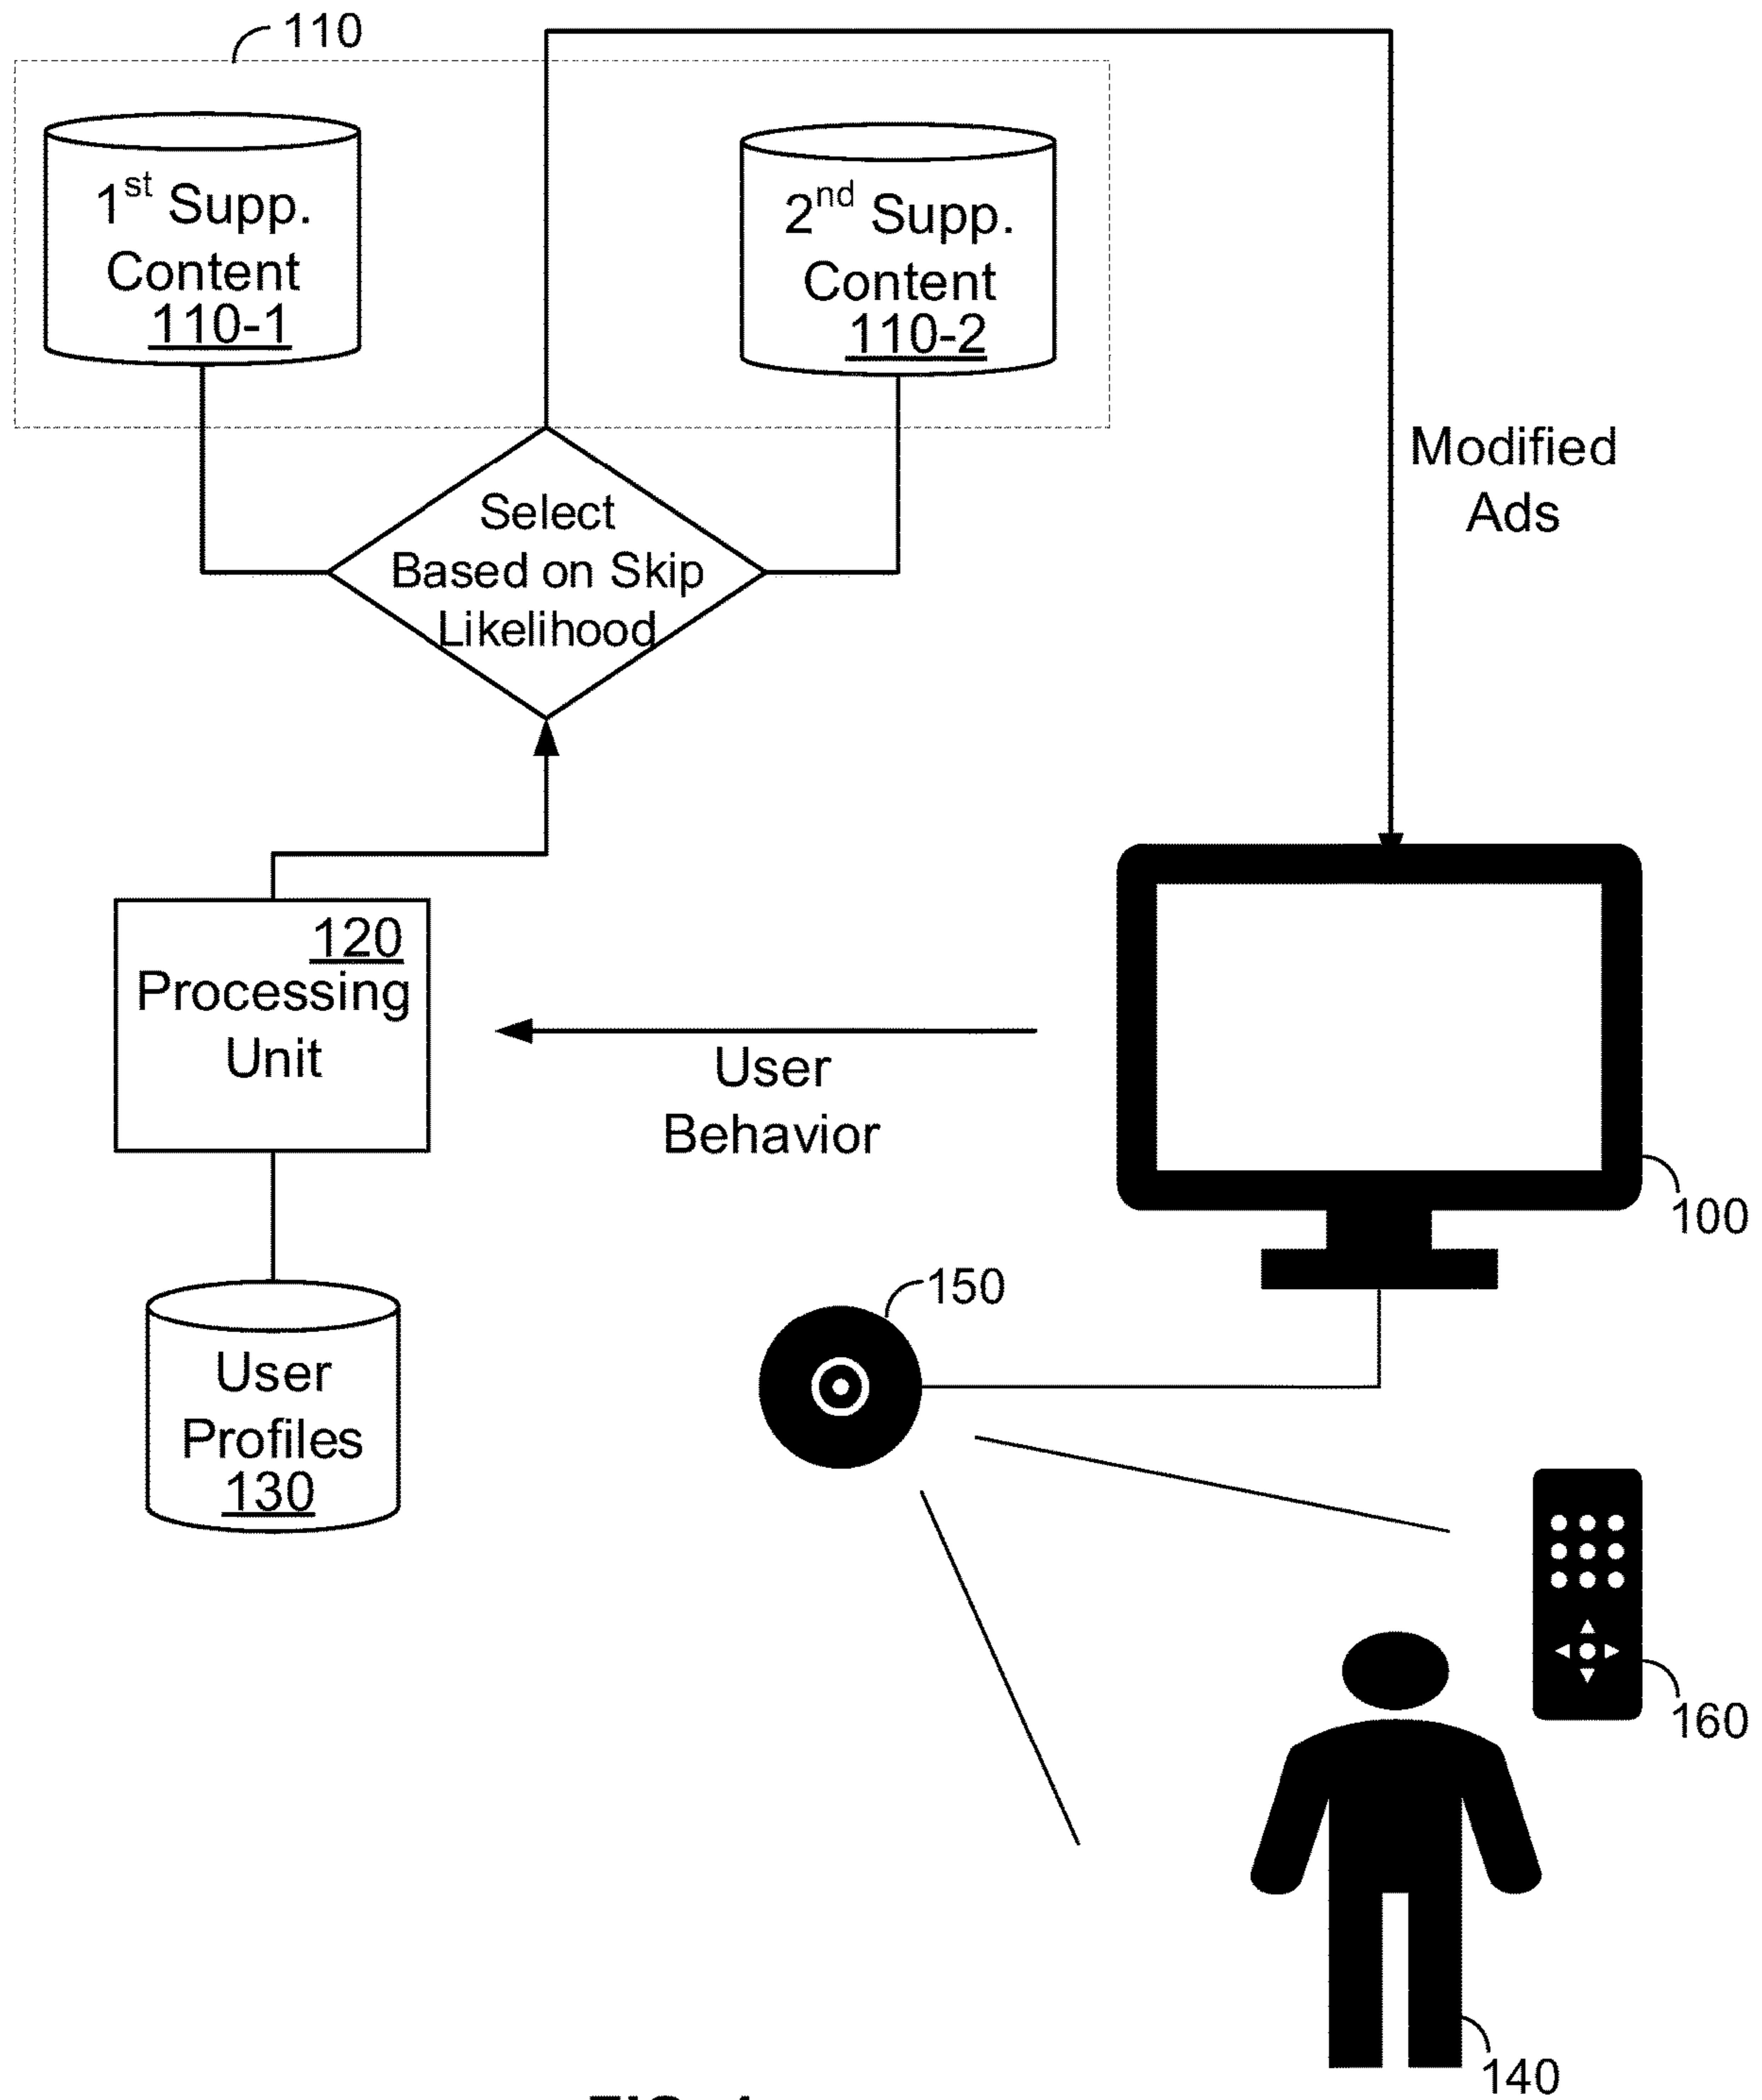 110
1st Supp.
Content
110-1
2nd Supp.
Content
110-2
Select
Based on Skip
Likelihood
Modified
Ads
120
Processing
Unit
User
Behavior
100
150
User
Profiles
130
160
140